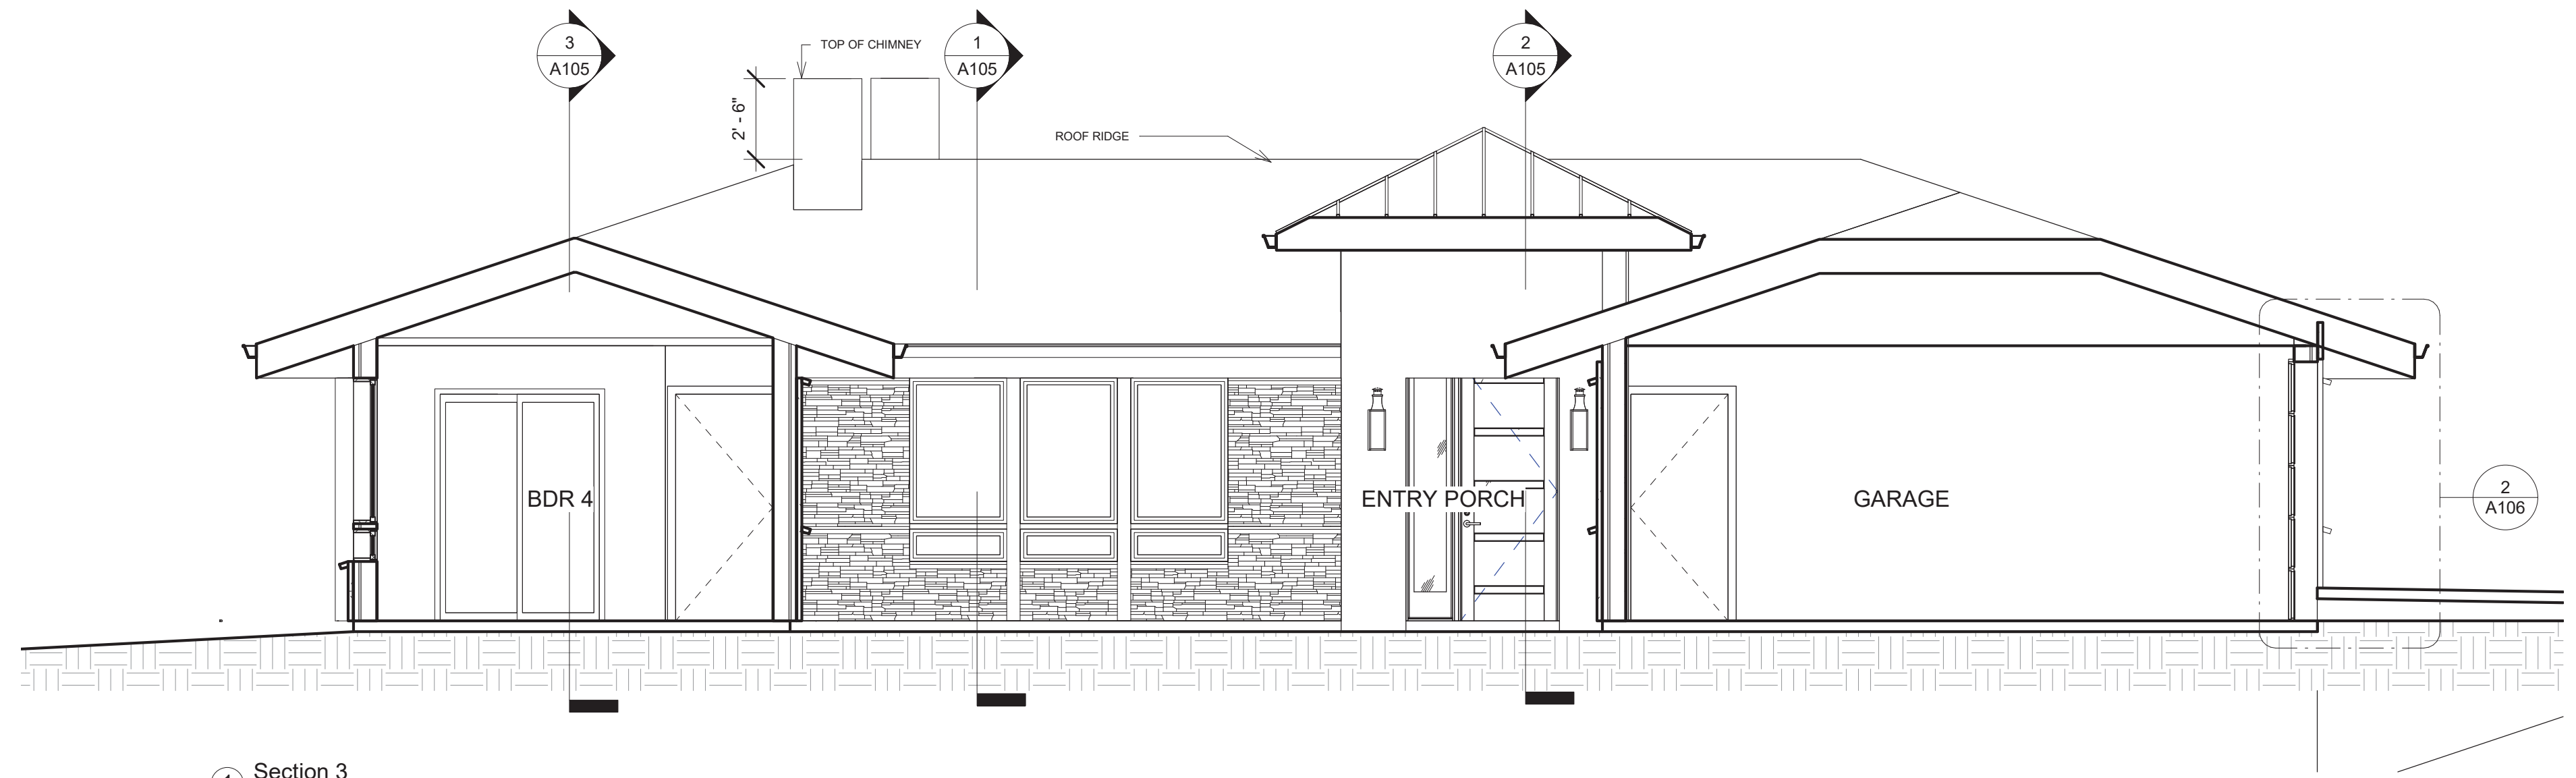 3
A105
TOP OF CHIMNEY
1
A105
2
A105
2' - 6"
ROOF RIDGE
BDR 4
ENTRY PORCH
GARAGE
2
A106
Section 3